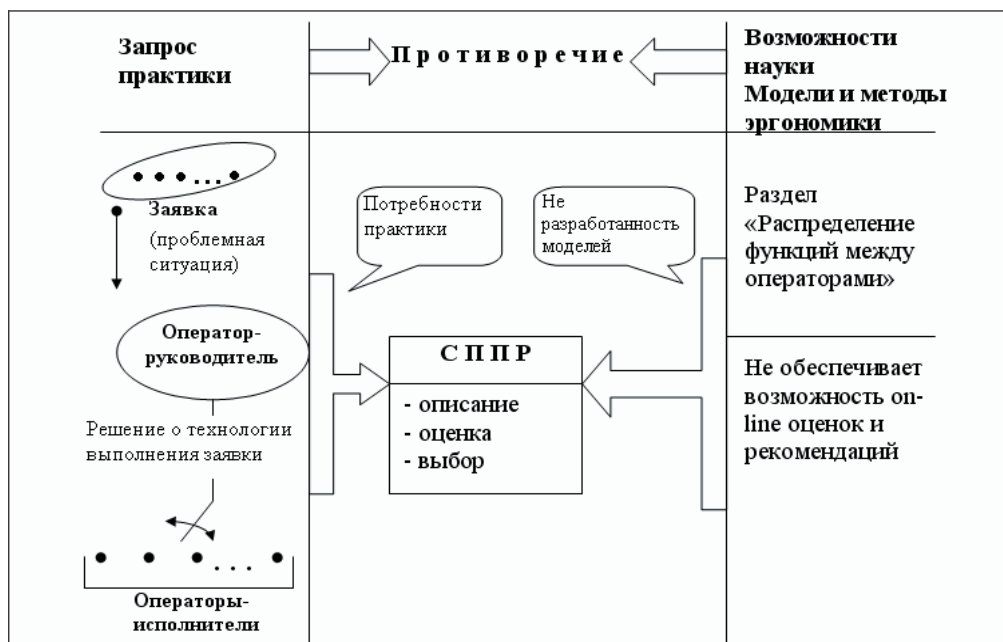 Запрос
практики
Противоречие
Возможности
науки
Модели и методы
эргономики
Заявка
(проблемная
ситуация)
Оператор-
руководитель
Решение о технологии
выполнения заявки
Операторы-
исполнители
Потребности
практики
Не
разработанность
моделей
СППР
- описание
- оценка
- выбор
Раздел
«Распределение
функций между
операторами»
Не обеспечивает
возможность on-
line оценок и
рекомендаций